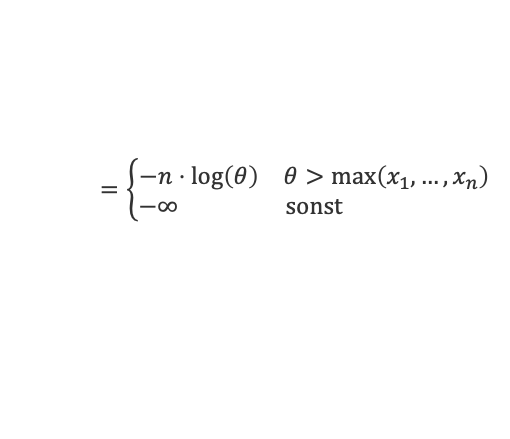 = { −n · log(θ)   θ > max(x₁, … , xₙ)
−∞   sonst